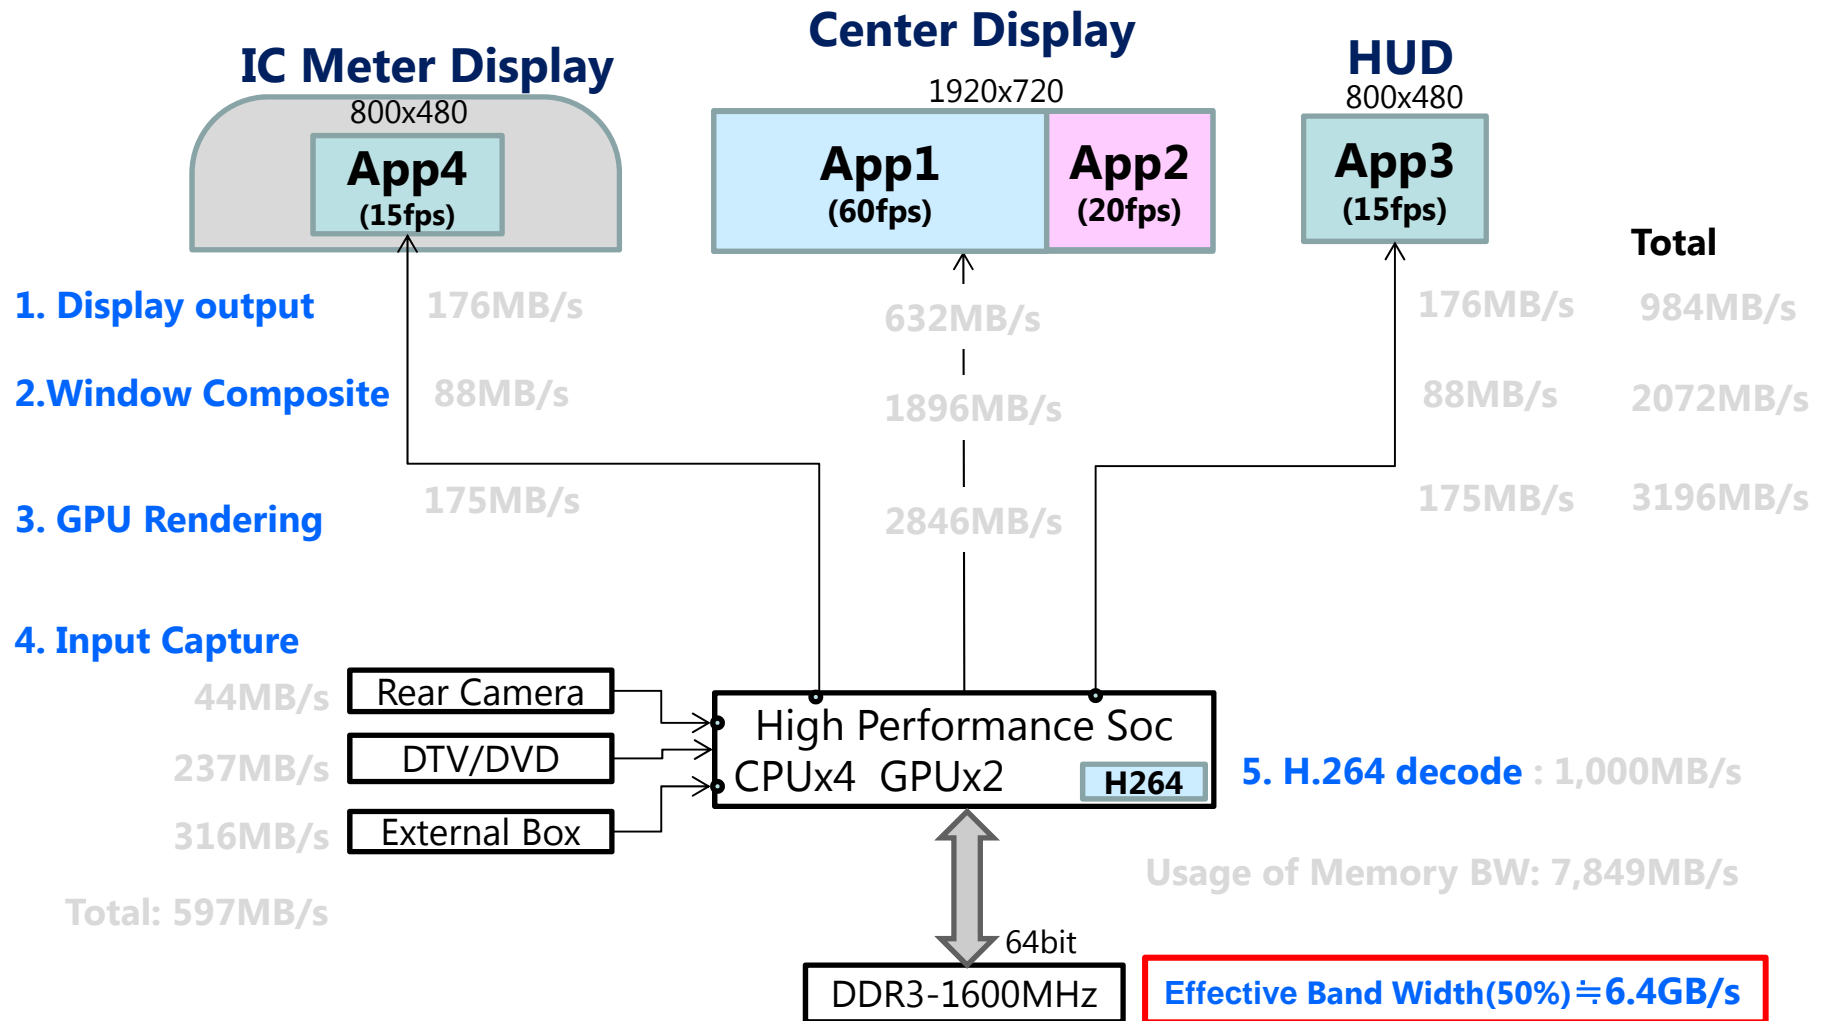 Center Display
IC Meter Display
HUD
1920x720
800x480
800x480
App4
(15fps)
App1
(60fps)
App2
(20fps)
App3
(15fps)
Total
1. Display output
176MB/s
632MB/s
176MB/s
984MB/s
2.Window Composite
88MB/s
1896MB/s
88MB/s
2072MB/s
3. GPU Rendering
175MB/s
2846MB/s
175MB/s
3196MB/s
4. Input Capture
44MB/s
Rear Camera
237MB/s
DTV/DVD
316MB/s
External Box
Total: 597MB/s
High Performance Soc
CPUx4 GPUx2
H264
5. H.264 decode : 1,000MB/s
Usage of Memory BW: 7,849MB/s
64bit
DDR3-1600MHz
Effective Band Width(50%)≒6.4GB/s